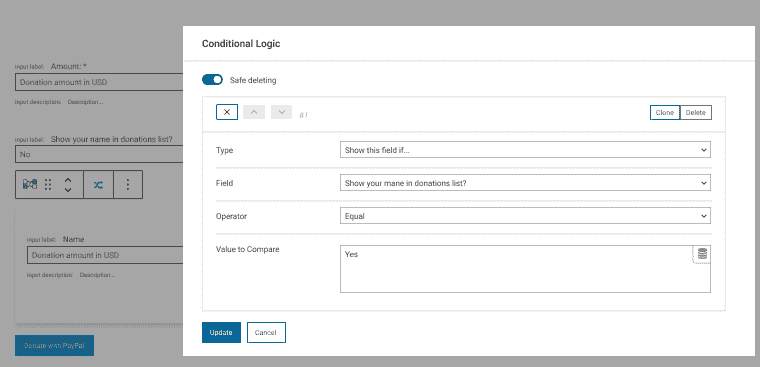 Conditional Logic
input label: Amount: *
Donation amount in USD
input description: Description...
input label: Show your name in donations list?
No
input label: Name
Donation amount in USD
input description: Description...
Donate with PayPal
Safe deleting
Clone Delete
Type Show this field if...
Field Show your mane in donations list?
Operator Equal
Value to Compare Yes
Update Cancel